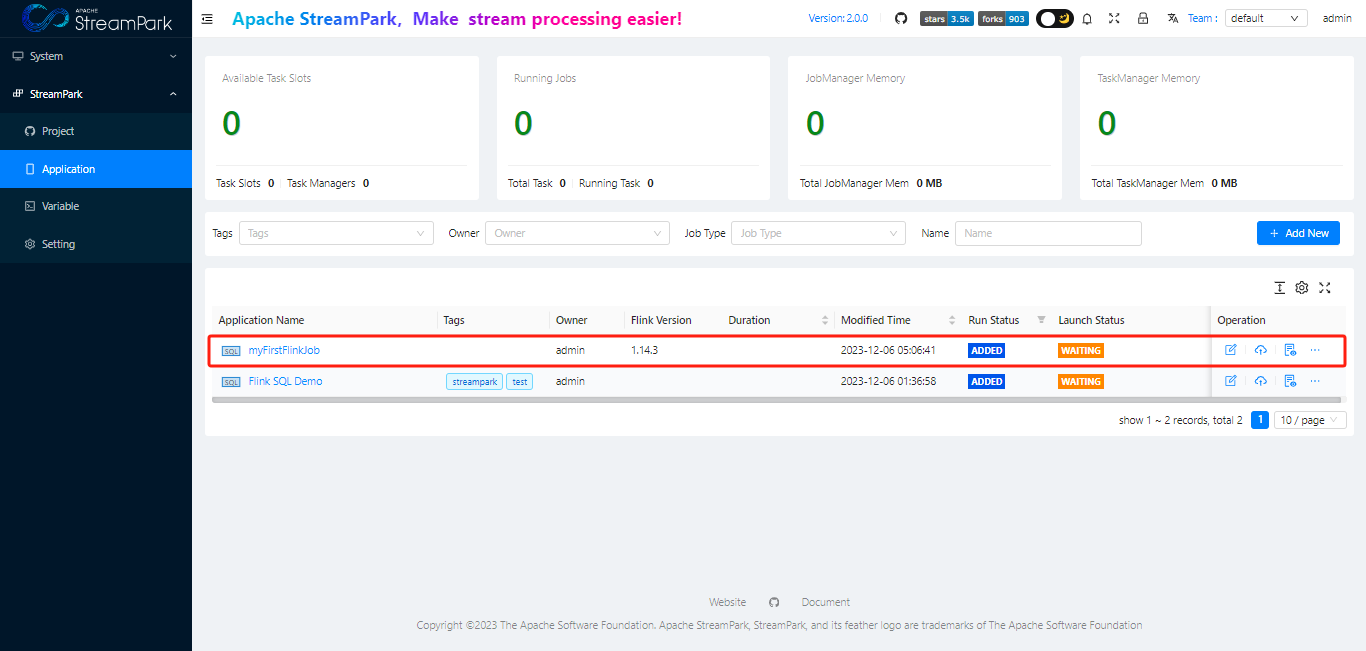 APACHE
StreamPark
Apache StreamPark, Make stream processing easier!
Version: 2.0.0
stars 3.5k
forks 903
Team :
default
admin
System
StreamPark
Project
Application
Variable
Setting
Available Task Slots
0
Task Slots 0 Task Managers 0
Running Jobs
0
Total Task 0 Running Task 0
JobManager Memory
0
Total JobManager Mem 0 MB
TaskManager Memory
0
Total TaskManager Mem 0 MB
Tags Tags Owner Owner Job Type Job Type Name Name + Add New
Application Name Tags Owner Flink Version Duration Modified Time Run Status Launch Status Operation
SQL myFirstFlinkJob admin 1.14.3 2023-12-06 05:06:41 ADDED WAITING ...
SQL Flink SQL Demo streampark test admin 2023-12-06 01:36:58 ADDED WAITING ...
show 1 ~ 2 records, total 2 1 10 / page
Website Document
Copyright ©2023 The Apache Software Foundation. Apache StreamPark, StreamPark, and its feather logo are trademarks of The Apache Software Foundation